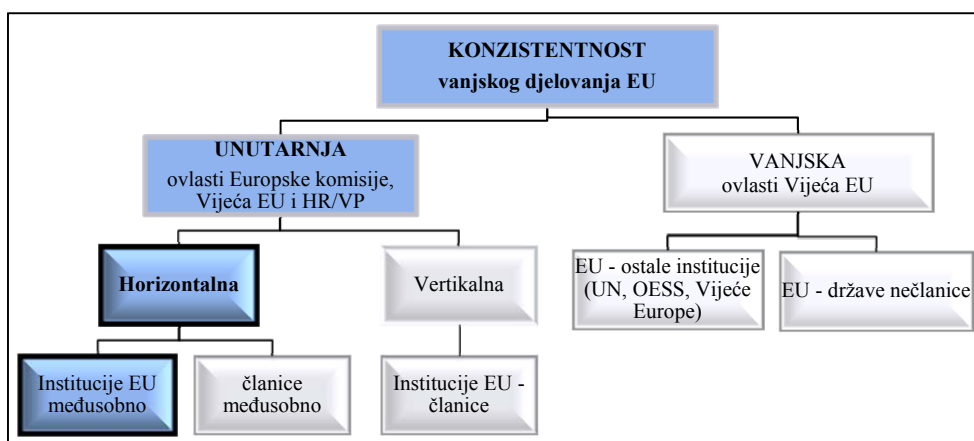 KONZISTENTNOST
vanjskog djelovanja EU
UNUTARNJA
ovlasti Europske komisije,
Vijeća EU i HR/VP
VANJSKA
ovlasti Vijeća EU
Horizontalna
Vertikalna
EU - ostale institucije
(UN, OESS, Vijeće
Europe)
EU - države nečlanice
Institucije EU
međusobno
članice
međusobno
Institucije EU -
članice